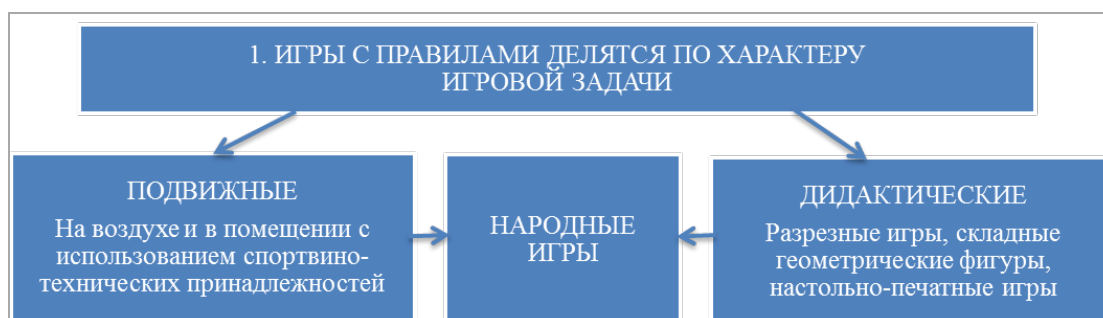 1. ИГРЫ С ПРАВИЛАМИ ДЕЛЯТСЯ ПО ХАРАКТЕРУ
ИГРОВОЙ ЗАДАЧИ
ПОДВИЖНЫЕ
На воздухе и в помещении с
использованием спортвино-
технических принадлежностей
НАРОДНЫЕ
ИГРЫ
ДИДАКТИЧЕСКИЕ
Разрезные игры, складные
геометрические фигуры,
настольно-печатные игры